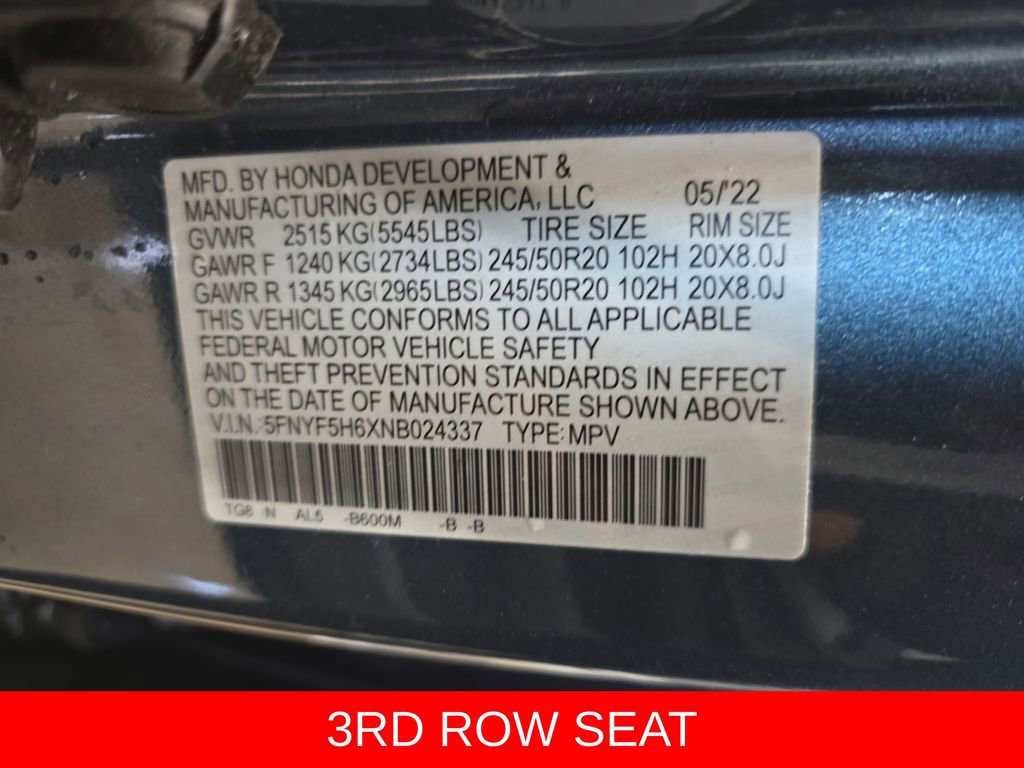 MFD. BY HONDA DEVELOPMENT &
MANUFACTURING OF AMERICA, LLC 05/'22
GVWR 2515 KG(5545LBS) TIRE SIZE RIM SIZE
GAWR F 1240 KG(2734LBS) 245/50R20 102H 20X8.0J
GAWR R 1345 KG(2965LBS) 245/50R20 102H 20X8.0J
THIS VEHICLE CONFORMS TO ALL APPLICABLE
FEDERAL MOTOR VEHICLE SAFETY
AND THEFT PREVENTION STANDARDS IN EFFECT
ON THE DATE OF MANUFACTURE SHOWN ABOVE.
V.I.N.: 5FNYF5H6XNB024337 TYPE: MPV
TG8 N AL5 -B600M -B -B
3RD ROW SEAT